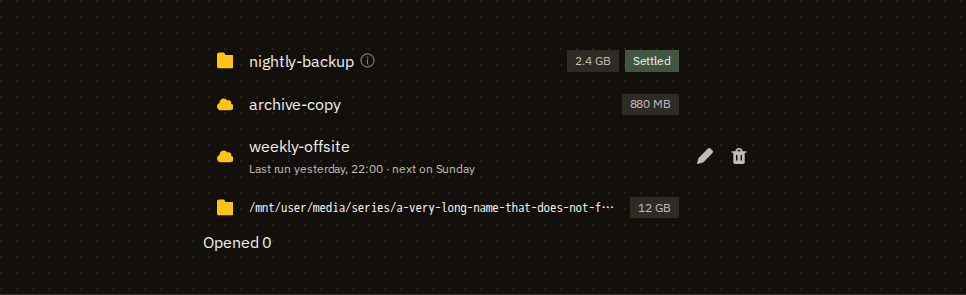 nightly-backup 2.4 GB Settled
archive-copy 880 MB
weekly-offsite
Last run yesterday, 22:00 · next on Sunday
/mnt/user/media/series/a-very-long-name-that-does-not-f… 12 GB
Opened 0